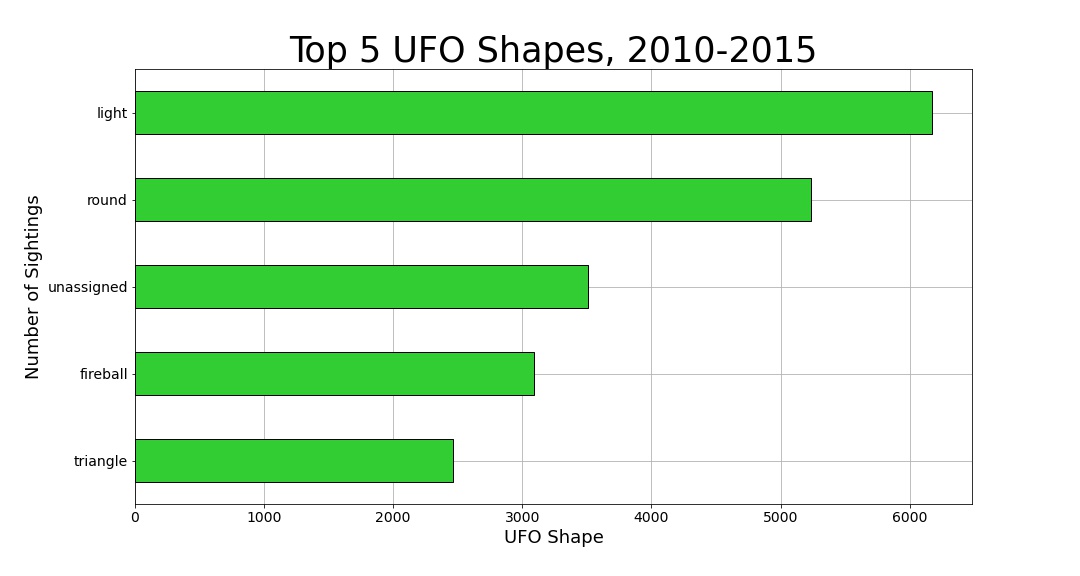 Top 5 UFO Shapes, 2010-2015
Number of Sightings
light
round
unassigned
fireball
triangle
0 1000 2000 3000 4000 5000 6000
UFO Shape